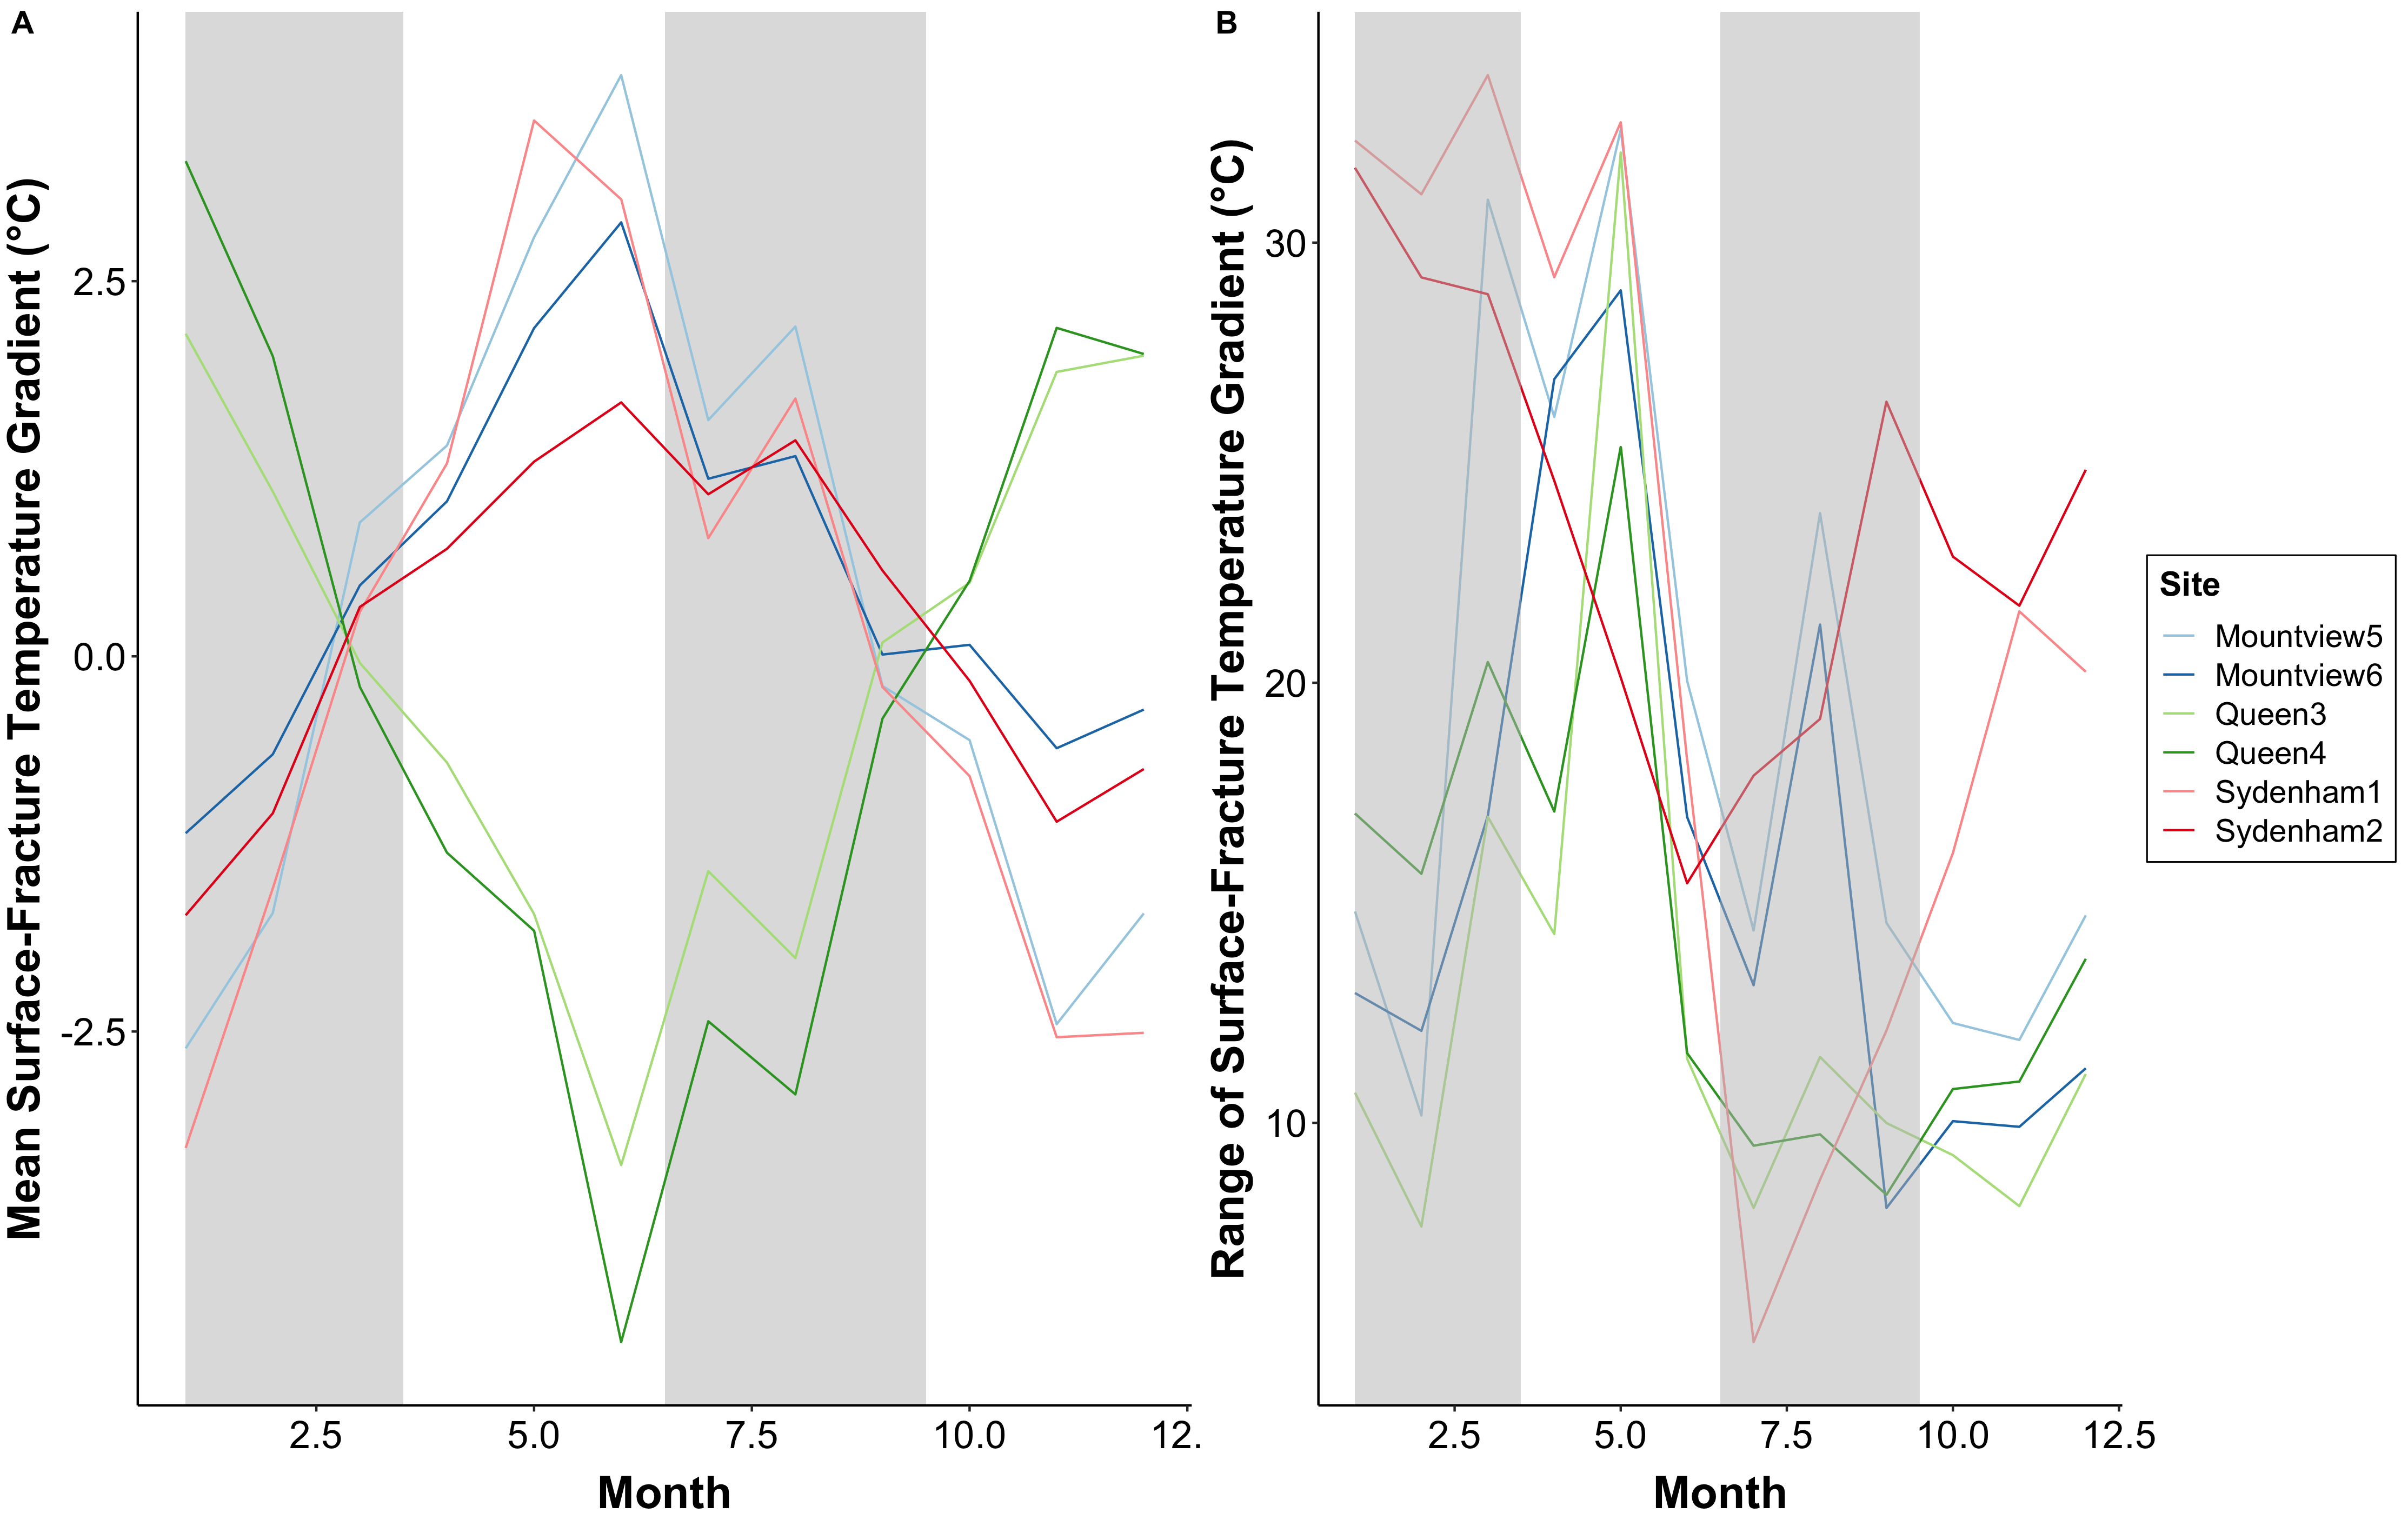 A
Mean Surface-Fracture Temperature Gradient (°C)
2.5
0.0
-2.5
2.5 5.0 7.5 10.0 12.
Month
B
Range of Surface-Fracture Temperature Gradient (°C)
30
20
10
2.5 5.0 7.5 10.0 12.5
Month
Site
Mountview5
Mountview6
Queen3
Queen4
Sydenham1
Sydenham2